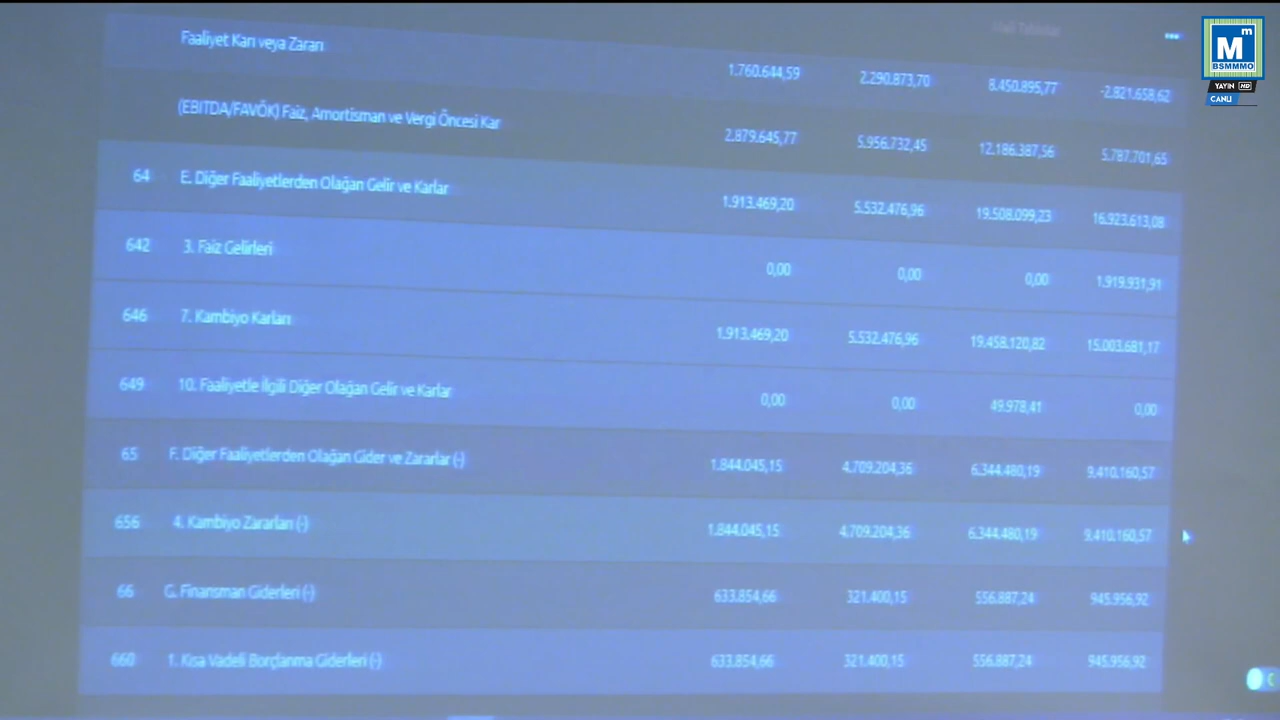 Mali Tablolar
Faaliyet Karı veya Zararı 1.760.644,59 2.290.873,70 8.450.895,77 -2.821.658,62
(EBITDA/FAVÖK) Faiz, Amortisman ve Vergi Öncesi Kar 2.879.645,77 5.956.732,45 12.186.387,56 5.787.701,65
64 E. Diğer Faaliyetlerden Olağan Gelir ve Karlar 1.913.469,20 5.532.476,96 19.508.099,23 16.923.613,08
642 3. Faiz Gelirleri 0,00 0,00 0,00 1.919.931,91
646 7. Kambiyo Karları 1.913.469,20 5.532.476,96 19.458.120,82 15.003.681,17
649 10. Faaliyetle İlgili Diğer Olağan Gelir ve Karlar 0,00 0,00 49.978,41 0,00
65 F. Diğer Faaliyetlerden Olağan Gider ve Zararlar (-) 1.844.045,15 4.709.204,36 6.344.480,19 9.410.160,57
656 4. Kambiyo Zararları (-) 1.844.045,15 4.709.204,36 6.344.480,19 9.410.160,57
66 G. Finansman Giderleri (-) 633.854,66 321.400,15 556.887,24 945.956,92
660 1. Kısa Vadeli Borçlanma Giderleri (-) 633.854,66 321.400,15 556.887,24 945.956,92
Mm
BSMMMO
YAYIN HD
CANLI